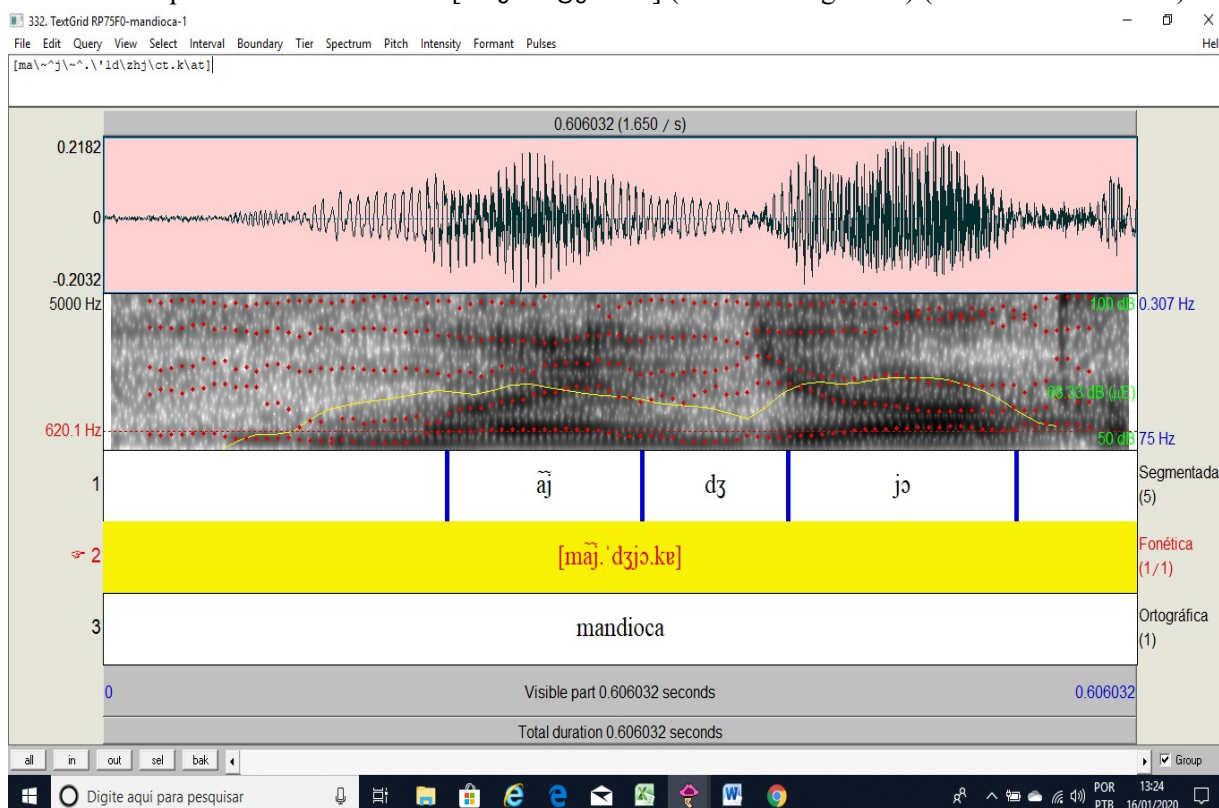 332. TextGrid RP75F0-mandioca-1
File Edit Query View Select Interval Boundary Tier Spectrum Pitch Intensity Formant Pulses Hel
[ma\~^j\~^.\'1d\zhj\ct.k\at]
0.606032 (1.650 / s)
0.2182
0
-0.2032
5000 Hz 100 dB 0.307 Hz
68.33 dB (µE)
620.1 Hz 50 dB 75 Hz
1 ãj̃ dʒ jɔ Segmentada (5)
☞ 2 [mãj̃.ˈdʒjɔ.kɐ] Fonética (1/1)
3 mandioca Ortográfica (1)
0 Visible part 0.606032 seconds 0.606032
Total duration 0.606032 seconds
all in out sel bak Group
Digite aqui para pesquisar POR 13:24
PTB 16/01/2020